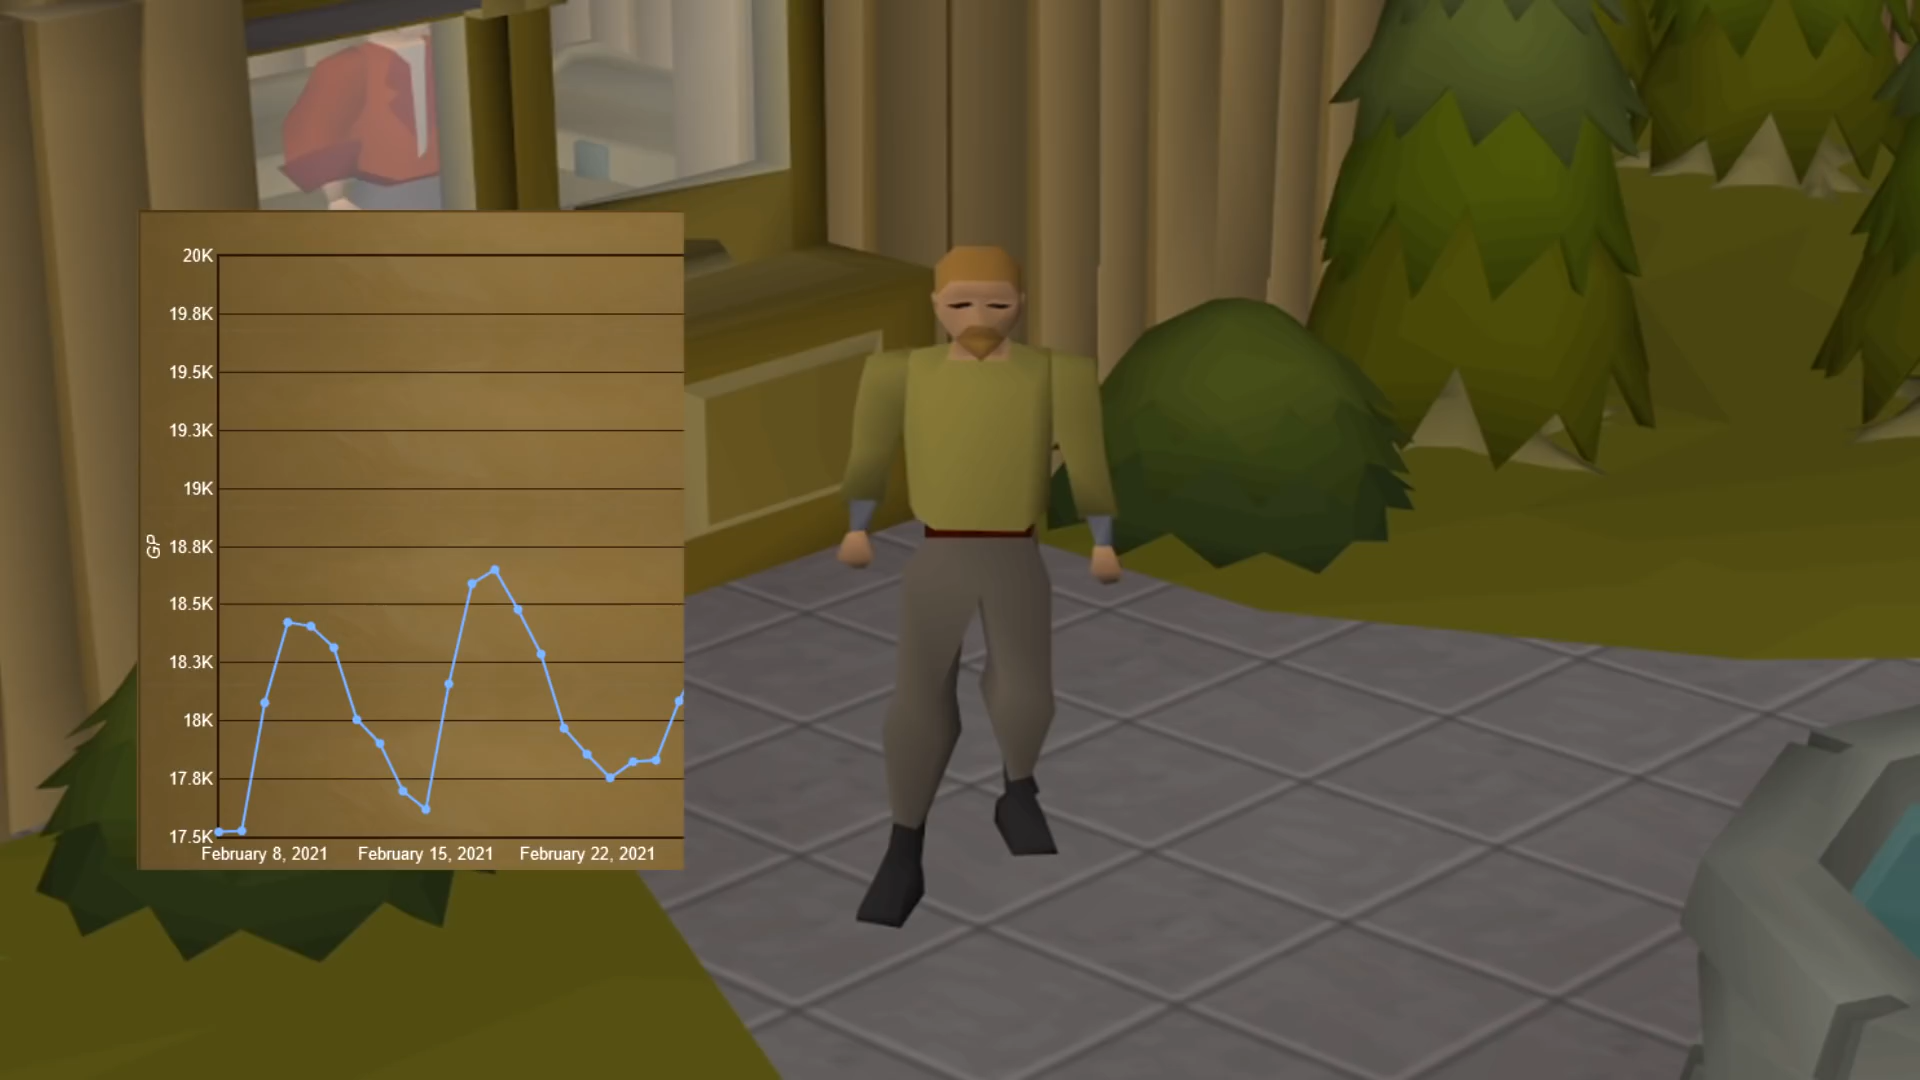 20K
19.8K
19.5K
19.3K
19K
GP
18.8K
18.5K
18.3K
18K
17.8K
17.5K
February 8, 2021 February 15, 2021 February 22, 2021